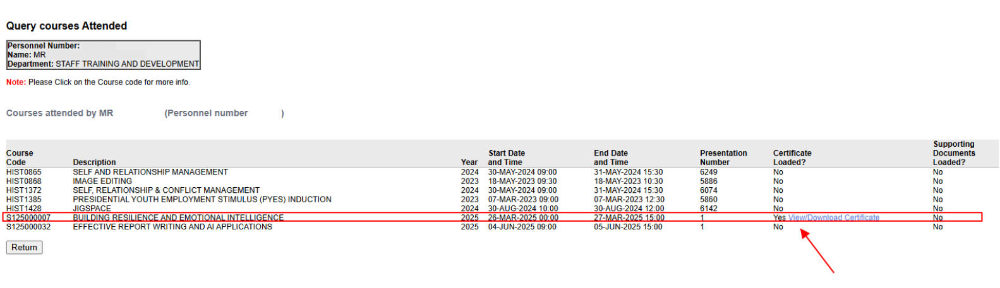 Query courses Attended
Personnel Number:
Name: MR
Department: STAFF TRAINING AND DEVELOPMENT
Note: Please Click on the Course code for more info.
Courses attended by MR (Personnel number )
Course Code Description Year Start Date and Time End Date and Time Presentation Number Certificate Loaded? Supporting Documents Loaded?
HIST0865 SELF AND RELATIONSHIP MANAGEMENT 2024 30-MAY-2024 09:00 31-MAY-2024 15:30 6249 No No
HIST0868 IMAGE EDITING 2023 18-MAY-2023 09:30 18-MAY-2023 10:30 5886 No No
HIST1372 SELF, RELATIONSHIP & CONFLICT MANAGEMENT 2024 30-MAY-2024 09:00 31-MAY-2024 15:30 6074 No No
HIST1385 PRESIDENTIAL YOUTH EMPLOYMENT STIMULUS (PYES) INDUCTION 2023 07-MAR-2023 09:00 07-MAR-2023 12:30 5860 No No
HIST1428 JIGSPACE 2024 30-AUG-2024 10:00 30-AUG-2024 12:00 6142 No No
S125000007 BUILDING RESILIENCE AND EMOTIONAL INTELLIGENCE 2025 26-MAR-2025 00:00 27-MAR-2025 15:00 1 Yes View/Download Certificate No
S125000032 EFFECTIVE REPORT WRITING AND AI APPLICATIONS 2025 04-JUN-2025 09:00 05-JUN-2025 15:00 1 No No
Return